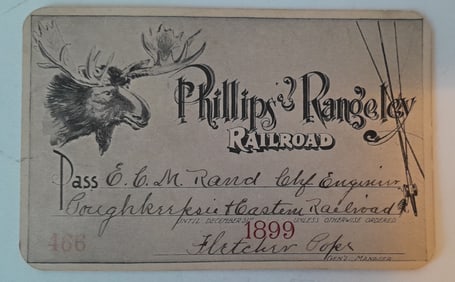 Phillips & Rangeley
RAILROAD
Pass E. C. M. Rand Chf Engineer
Poughkeepsie & Eastern Railroad
UNTIL DECEMBER 31ST 1899 UNLESS OTHERWISE ORDERED
466
Fletcher Pope
GEN'L MANAGER